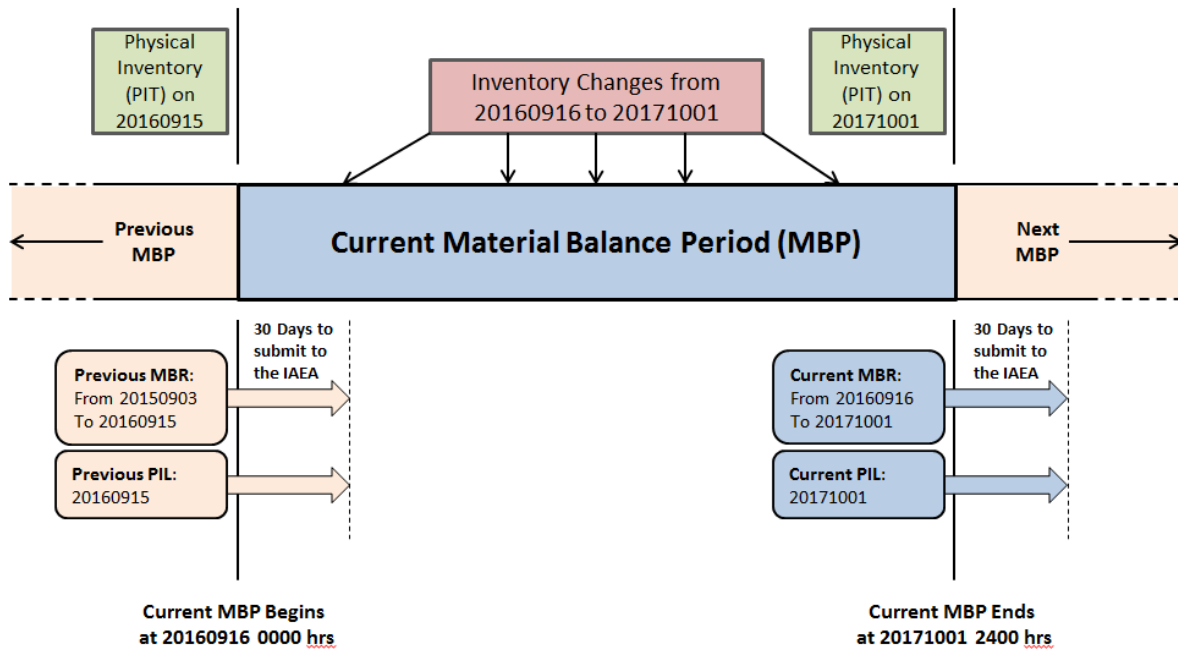 Physical
Inventory
(PIT) on
20160915
Inventory Changes from
20160916 to 20171001
Physical
Inventory
(PIT) on
20171001
Previous
MBP
Current Material Balance Period (MBP)
Next
MBP
30 Days to
submit to
the IAEA
Previous MBR:
From 20150903
To 20160915
Previous PIL:
20160915
30 Days to
submit to
the IAEA
Current MBR:
From 20160916
To 20171001
Current PIL:
20171001
Current MBP Begins
at 20160916 0000 hrs
Current MBP Ends
at 20171001 2400 hrs